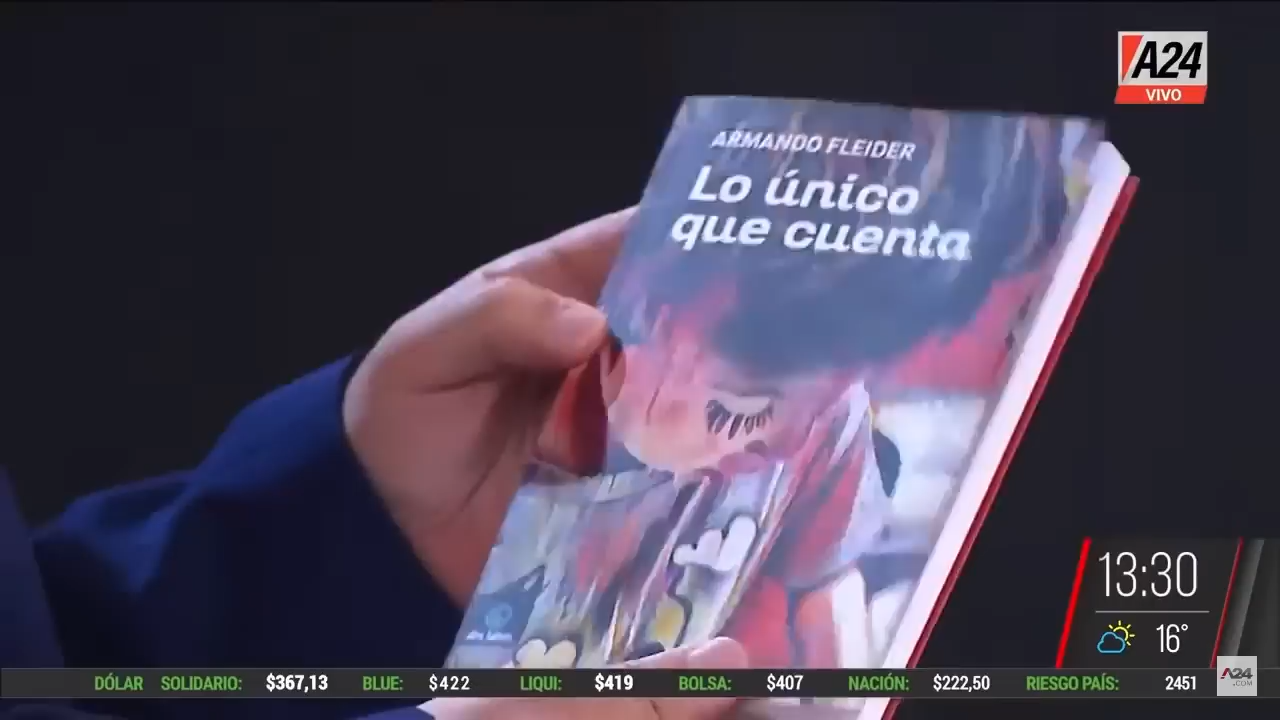 A24
VIVO
ARMANDO FLEIDER
Lo único
que cuenta
13:30
16°
DÓLAR SOLIDARIO: $367,13 BLUE: $422 LIQUI: $419 BOLSA: $407 NACIÓN: $222,50 RIESGO PAÍS: 2451
A24
.COM